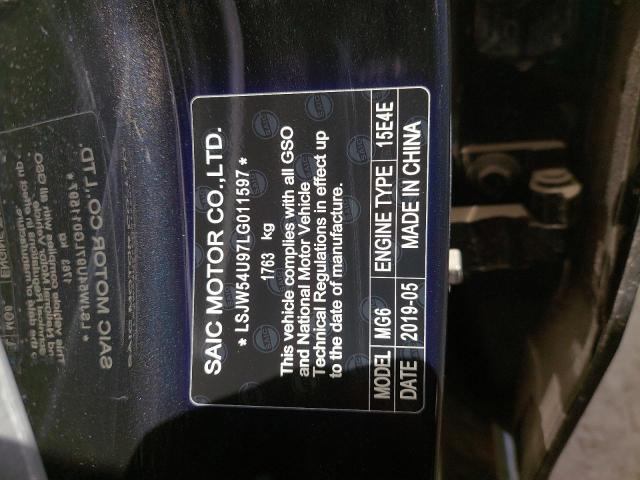 SAIC MOTOR CO.,LTD.
* LSJW54U97LG011597 *
1763 kg
This vehicle complies with all GSO
and National Motor Vehicle
Technical Regulations in effect up
to the date of manufacture.
MODEL MG6 ENGINE TYPE 15E4E
DATE 2019-05 MADE IN CHINA